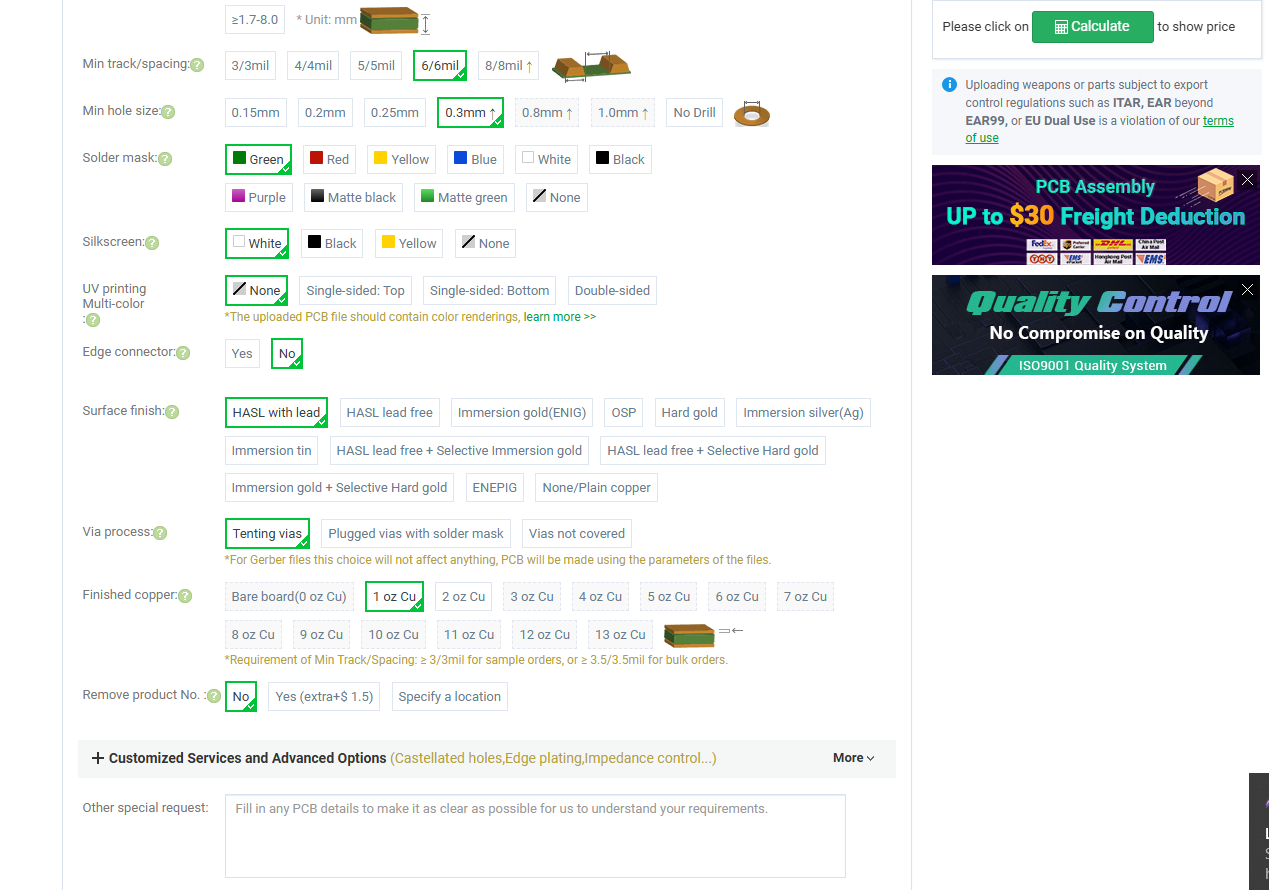 ≥1.7-8.0 * Unit: mm
Min track/spacing: 3/3mil 4/4mil 5/5mil 6/6mil 8/8mil ↑
Min hole size: 0.15mm 0.2mm 0.25mm 0.3mm ↑ 0.8mm ↑ 1.0mm ↑ No Drill
Solder mask: Green Red Yellow Blue White Black
Purple Matte black Matte green None
Silkscreen: White Black Yellow None
UV printing
Multi-color
:
None Single-sided: Top Single-sided: Bottom Double-sided
*The uploaded PCB file should contain color renderings, learn more >>
Edge connector: Yes No
Surface finish: HASL with lead HASL lead free Immersion gold(ENIG) OSP Hard gold Immersion silver(Ag)
Immersion tin HASL lead free + Selective Immersion gold HASL lead free + Selective Hard gold
Immersion gold + Selective Hard gold ENEPIG None/Plain copper
Via process: Tenting vias Plugged vias with solder mask Vias not covered
*For Gerber files this choice will not affect anything, PCB will be made using the parameters of the files.
Finished copper: Bare board(0 oz Cu) 1 oz Cu 2 oz Cu 3 oz Cu 4 oz Cu 5 oz Cu 6 oz Cu 7 oz Cu
8 oz Cu 9 oz Cu 10 oz Cu 11 oz Cu 12 oz Cu 13 oz Cu
*Requirement of Min Track/Spacing: ≥ 3/3mil for sample orders, or ≥ 3.5/3.5mil for bulk orders.
Remove product No. : No Yes (extra+$ 1.5) Specify a location
Customized Services and Advanced Options (Castellated holes,Edge plating,Impedance control...) More
Other special request: Fill in any PCB details to make it as clear as possible for us to understand your requirements.
Please click on Calculate to show price
Uploading weapons or parts subject to export
control regulations such as ITAR, EAR beyond
EAR99, or EU Dual Use is a violation of our terms
of use
PCB Assembly
UP to $30 Freight Deduction
FedEx DHL China Post Air Mail
TNT EMS Hongkong Post Air Mail EMS
Quality Control
No Compromise on Quality
ISO9001 Quality System